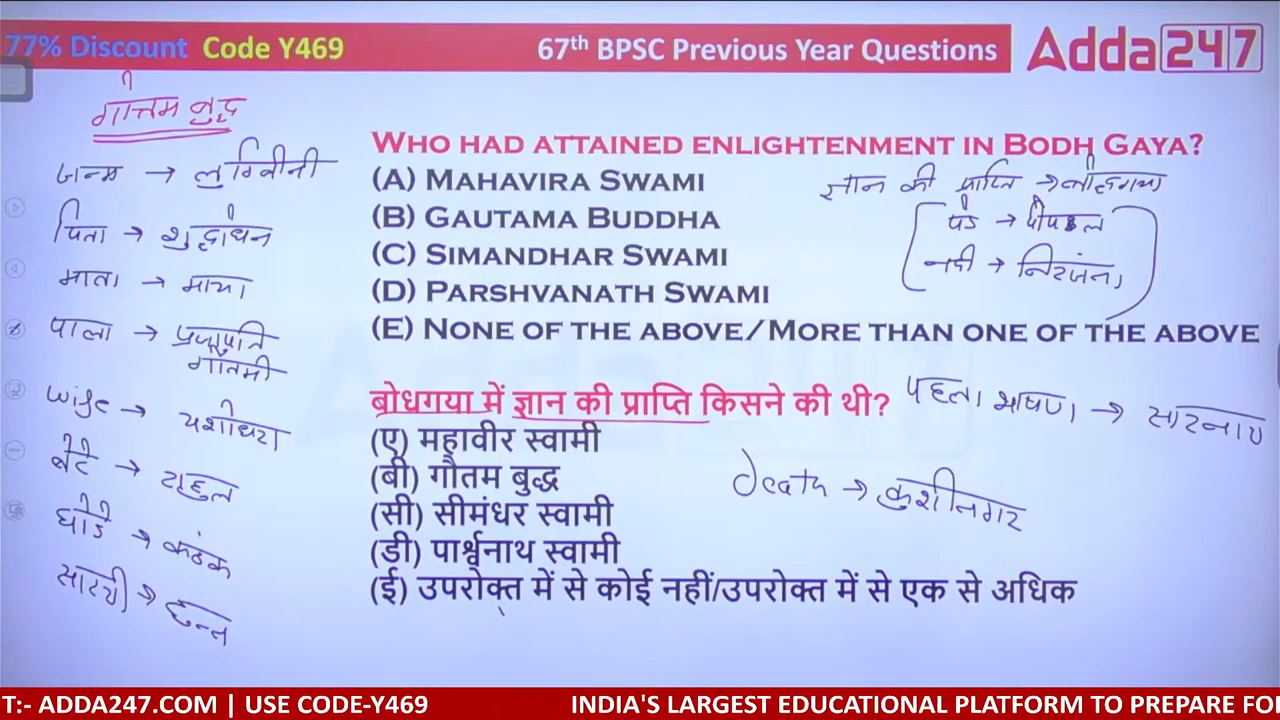 77% Discount Code Y469
67th BPSC Previous Year Questions
Adda247
गौत्तम बुद्ध
जन्म → लुम्बिीनी
पिता → शुद्धोधन
माता → माया
पाला → प्रजापति
गौतमी
Wife → यशोधरा
बेटे → राहुल
घोडे → कंठक
सारथी → छन्न
WHO HAD ATTAINED ENLIGHTENMENT IN BODH GAYA?
(A) MAHAVIRA SWAMI
(B) GAUTAMA BUDDHA
(C) SIMANDHAR SWAMI
(D) PARSHVANATH SWAMI
(E) NONE OF THE ABOVE/MORE THAN ONE OF THE ABOVE
ज्ञान की प्राप्ति → बोधगया
पेड → पीपल
नदी → निरंजना
बोधगया में ज्ञान की प्राप्ति किसने की थी?
(ए) महावीर स्वामी
(बी) गौतम बुद्ध
(सी) सीमंधर स्वामी
(डी) पार्श्वनाथ स्वामी
(ई) उपरोक्त में से कोई नहीं/उपरोक्त में से एक से अधिक
पहला भाषण → सारनाथ
death → कुशीनगर
T:- ADDA247.COM | USE CODE-Y469
INDIA'S LARGEST EDUCATIONAL PLATFORM TO PREPARE FO